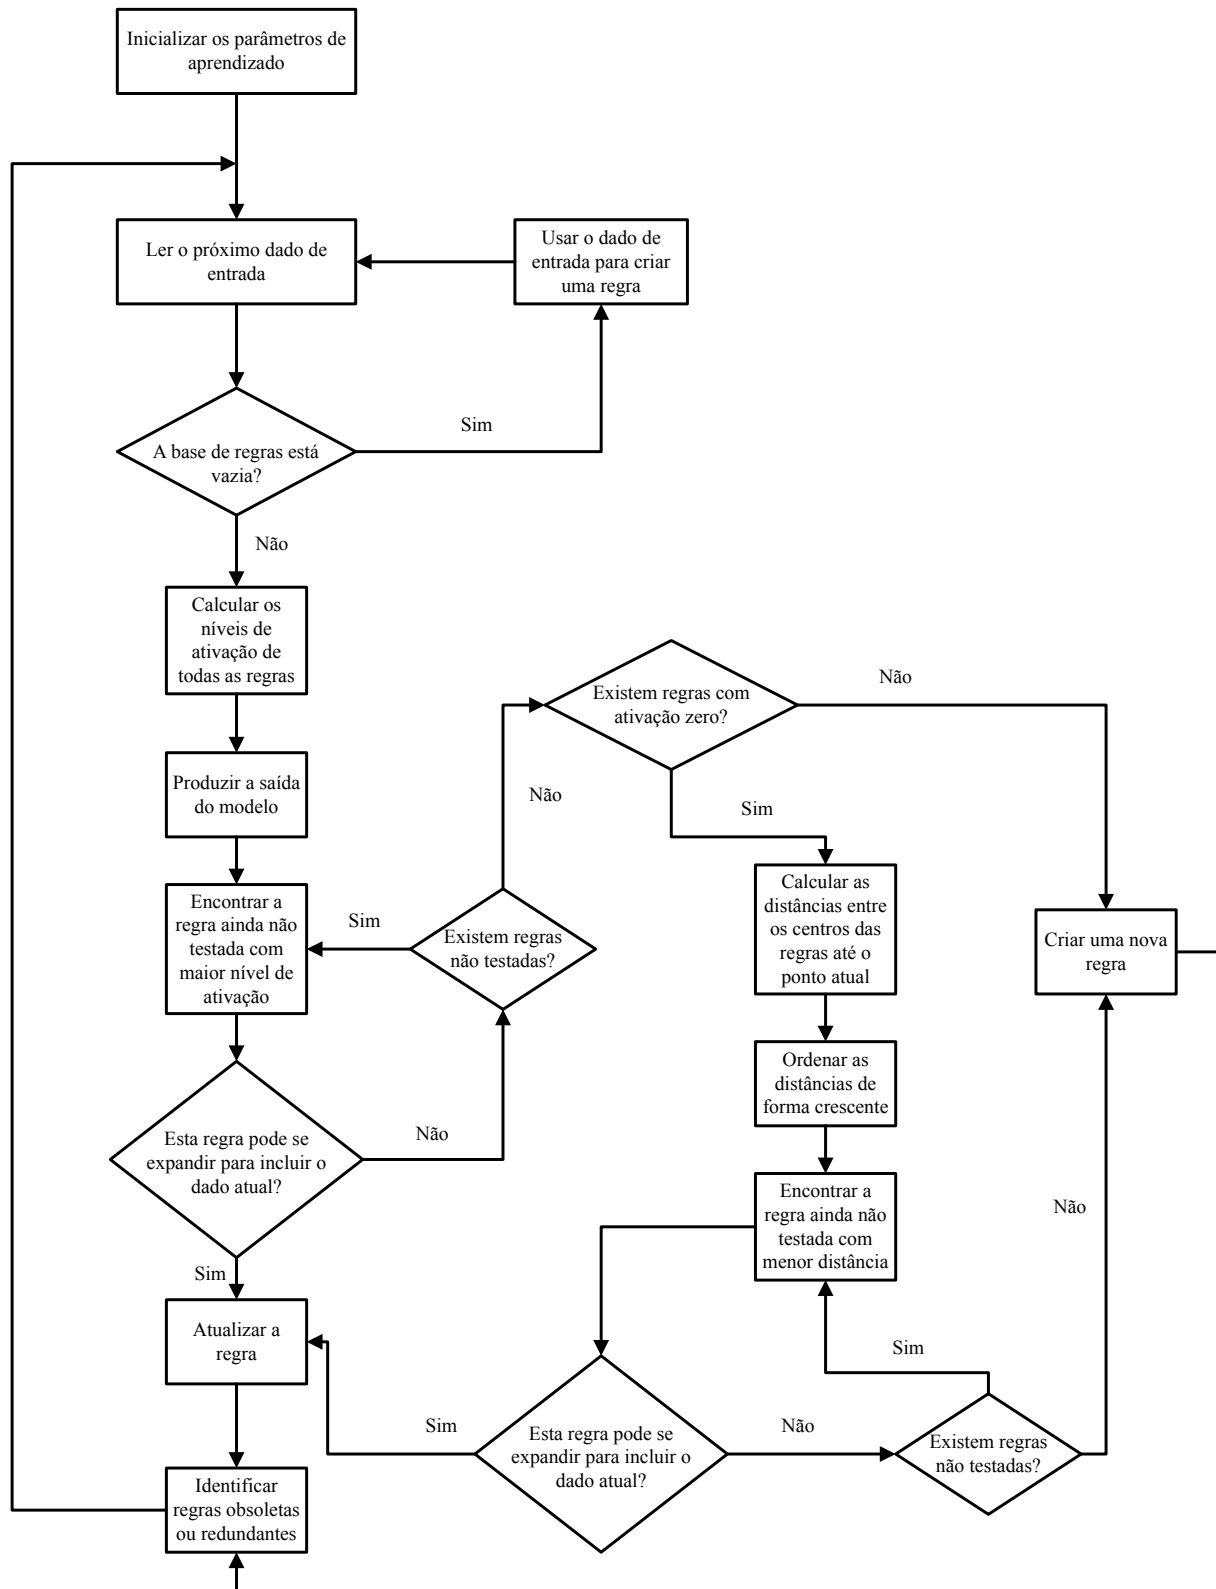 Inicializar os parâmetros de
aprendizado
Ler o próximo dado de
entrada
Usar o dado de
entrada para criar
uma regra
Sim
A base de regras está
vazia?
Não
Calcular os
níveis de
ativação de
todas as regras
Existem regras com
ativação zero?
Não
Produzir a saída
do modelo
Não
Sim
Encontrar a
regra ainda não
testada com
maior nível de
ativação
Sim
Existem regras
não testadas?
Calcular as
distâncias entre
os centros das
regras até o
ponto atual
Criar uma nova
regra
Ordenar as
distâncias de
forma crescente
Esta regra pode se
expandir para incluir o
dado atual?
Não
Encontrar a
regra ainda não
testada com
menor distância
Não
Sim
Atualizar a
regra
Sim
Sim
Esta regra pode se
expandir para incluir o
dado atual?
Não
Existem regras
não testadas?
Identificar
regras obsoletas
ou redundantes